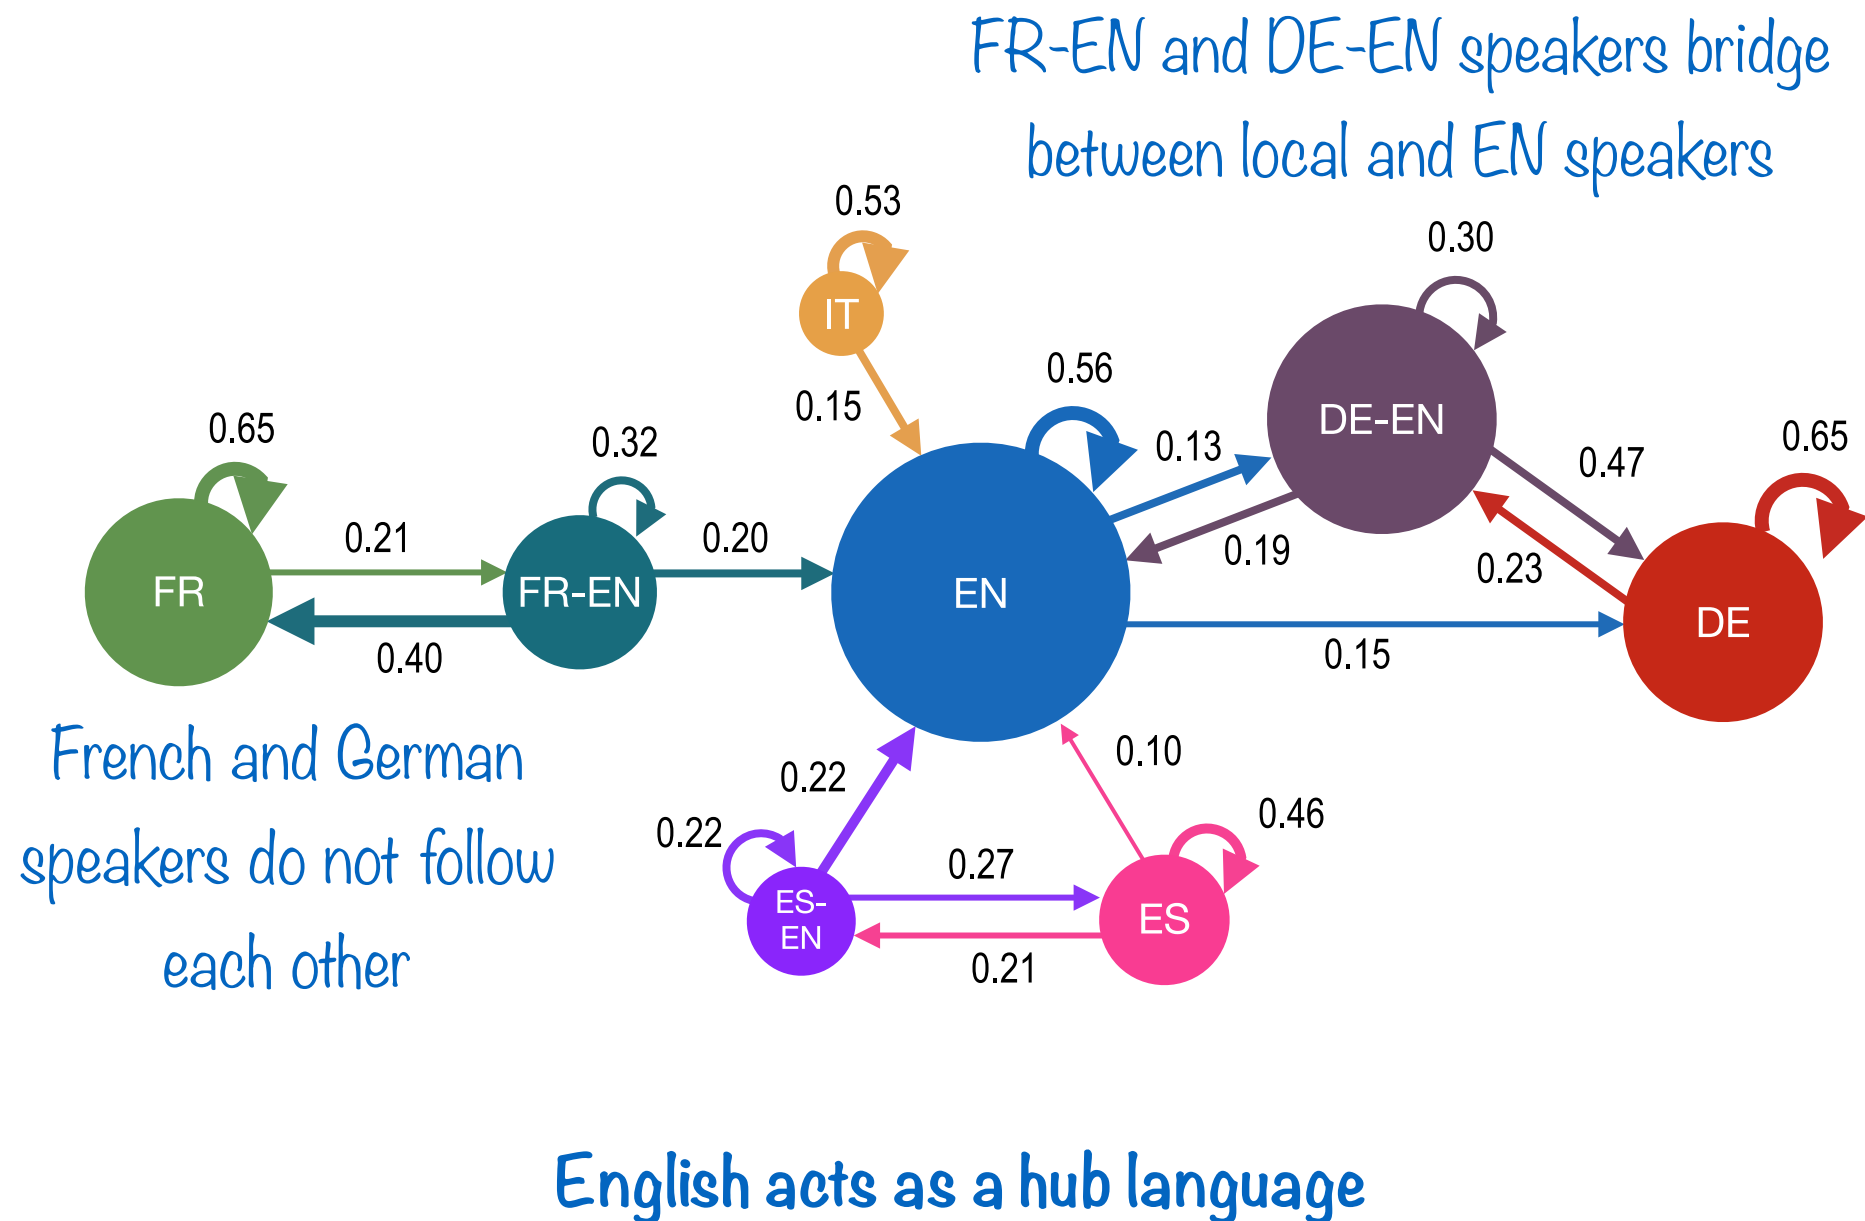 FR-EN and DE-EN speakers bridge
between local and EN speakers
0.53
0.30
IT
0.56
0.15
0.13
DE-EN
0.65
0.32
0.65
0.47
0.21
0.20
0.19
0.23
FR
FR-EN
EN
DE
0.40
0.15
French and German
speakers do not follow
each other
0.10
0.22
0.22
0.46
0.27
ES-
EN
ES
0.21
English acts as a hub language